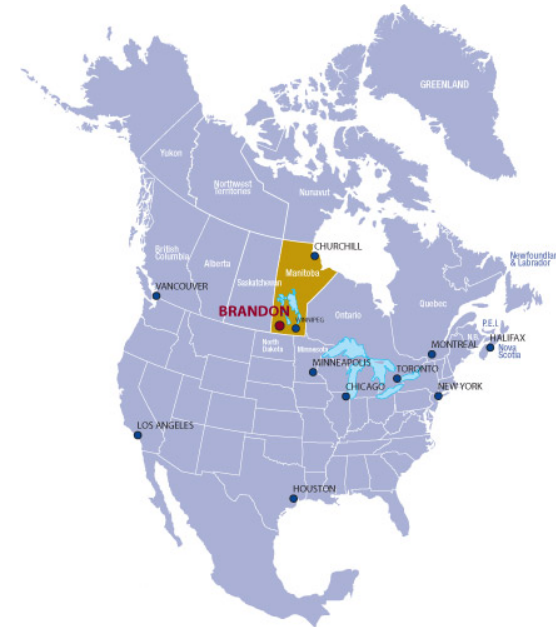 GREENLAND
Yukon
Northwest
Territories
Nunavut
CHURCHILL
British
Columbia
Alberta
Saskatchewan
Manitoba
Newfoundland
& Labrador
VANCOUVER
BRANDON
WINNIPEG
Ontario
Quebec
P.E.I.
HALIFAX
Nova
Scotia
North
Dakota
Minnesota
MONTREAL
MINNEAPOLIS
TORONTO
CHICAGO
NEW YORK
LOS ANGELES
HOUSTON